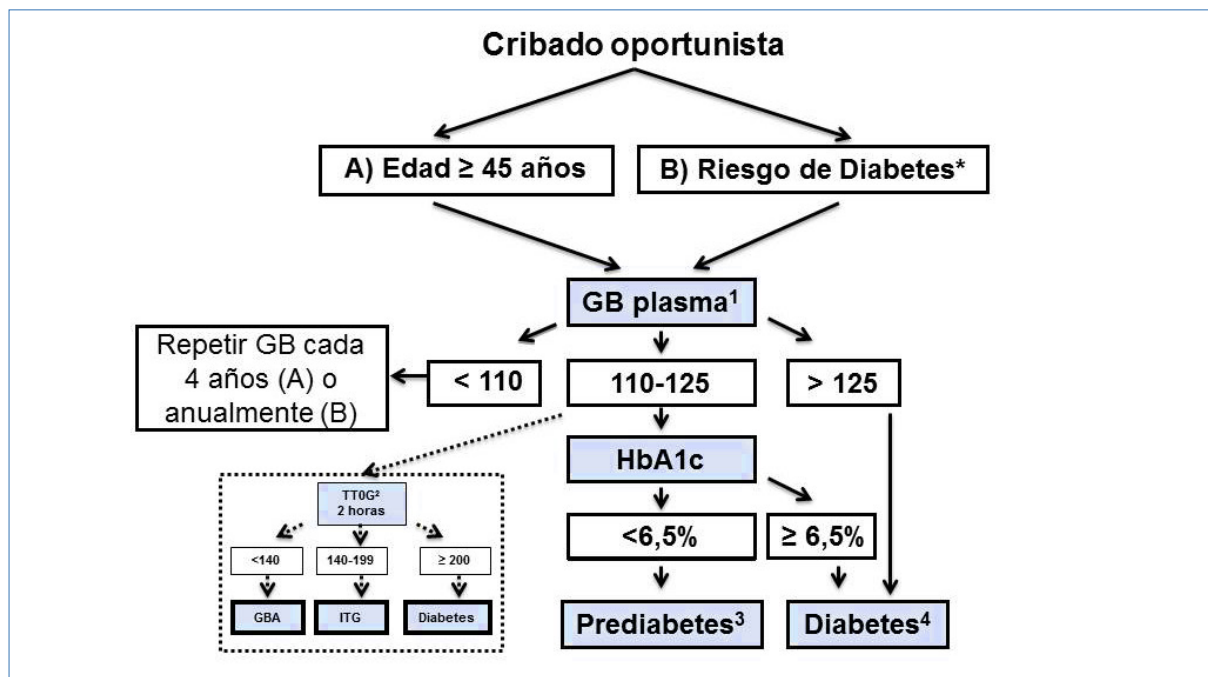 Cribado oportunista
A) Edad ≥ 45 años
B) Riesgo de Diabetes*
GB plasma¹
Repetir GB cada
4 años (A) o
anualmente (B)
< 110
110-125
> 125
HbA1c
TT0G²
2 horas
<6,5%
≥ 6,5%
<140
140-199
≥ 200
GBA
ITG
Diabetes
Prediabetes³
Diabetes⁴